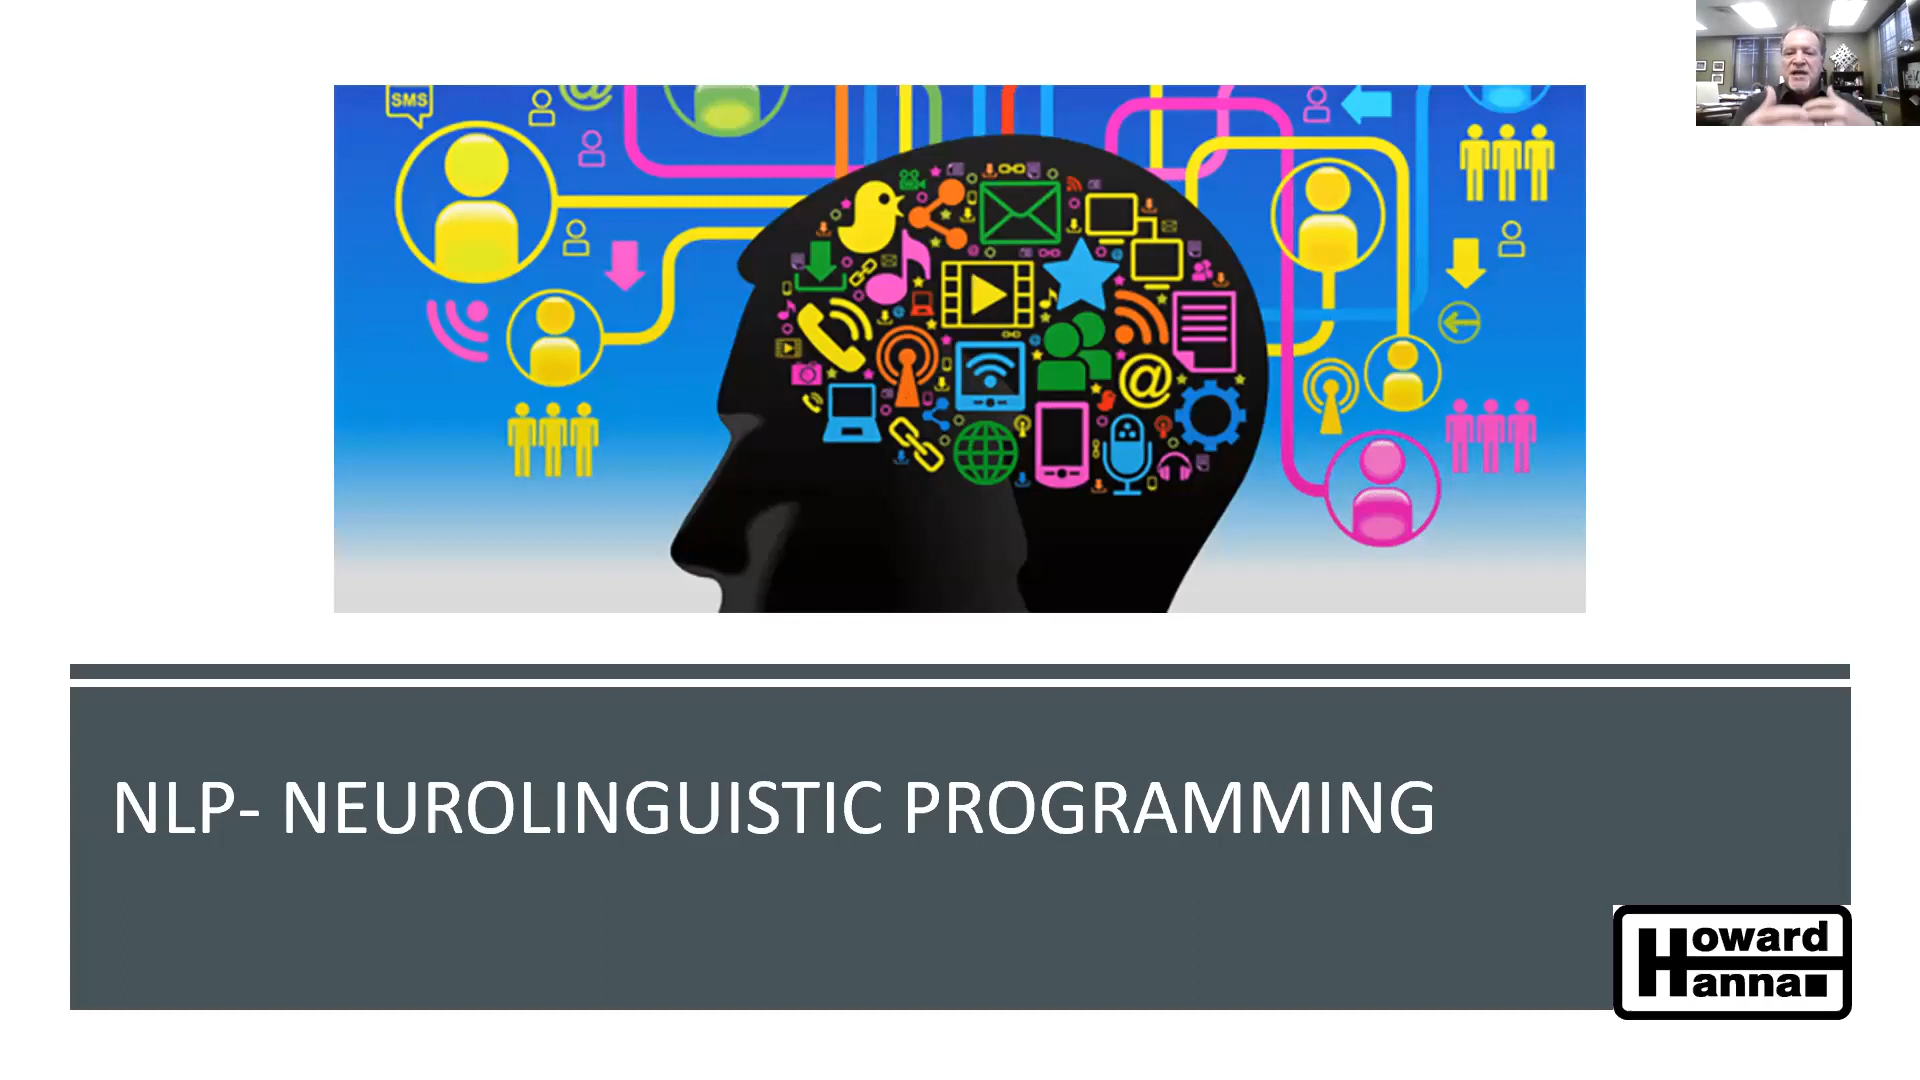 SMS
@
@
NLP- NEUROLINGUISTIC PROGRAMMING
Howard
Hanna